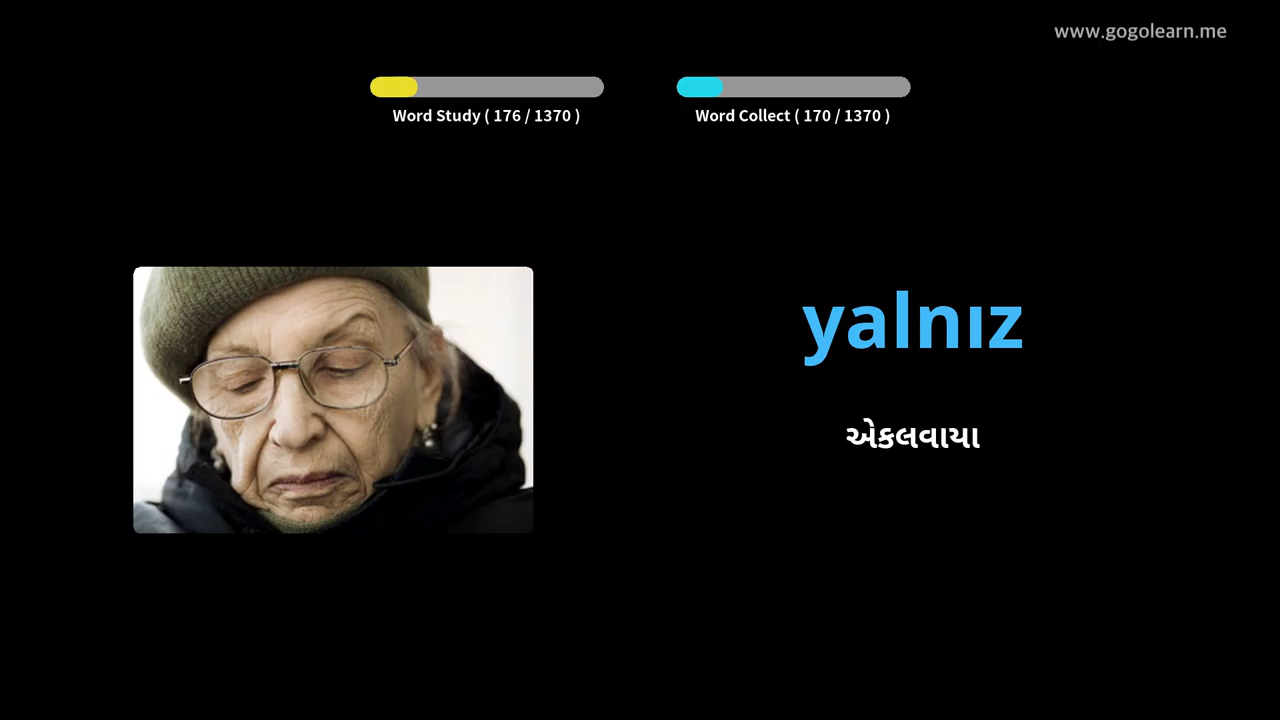 www.gogolearn.me
Word Study ( 176 / 1370 )
Word Collect ( 170 / 1370 )
yalnız
એકલવાયા